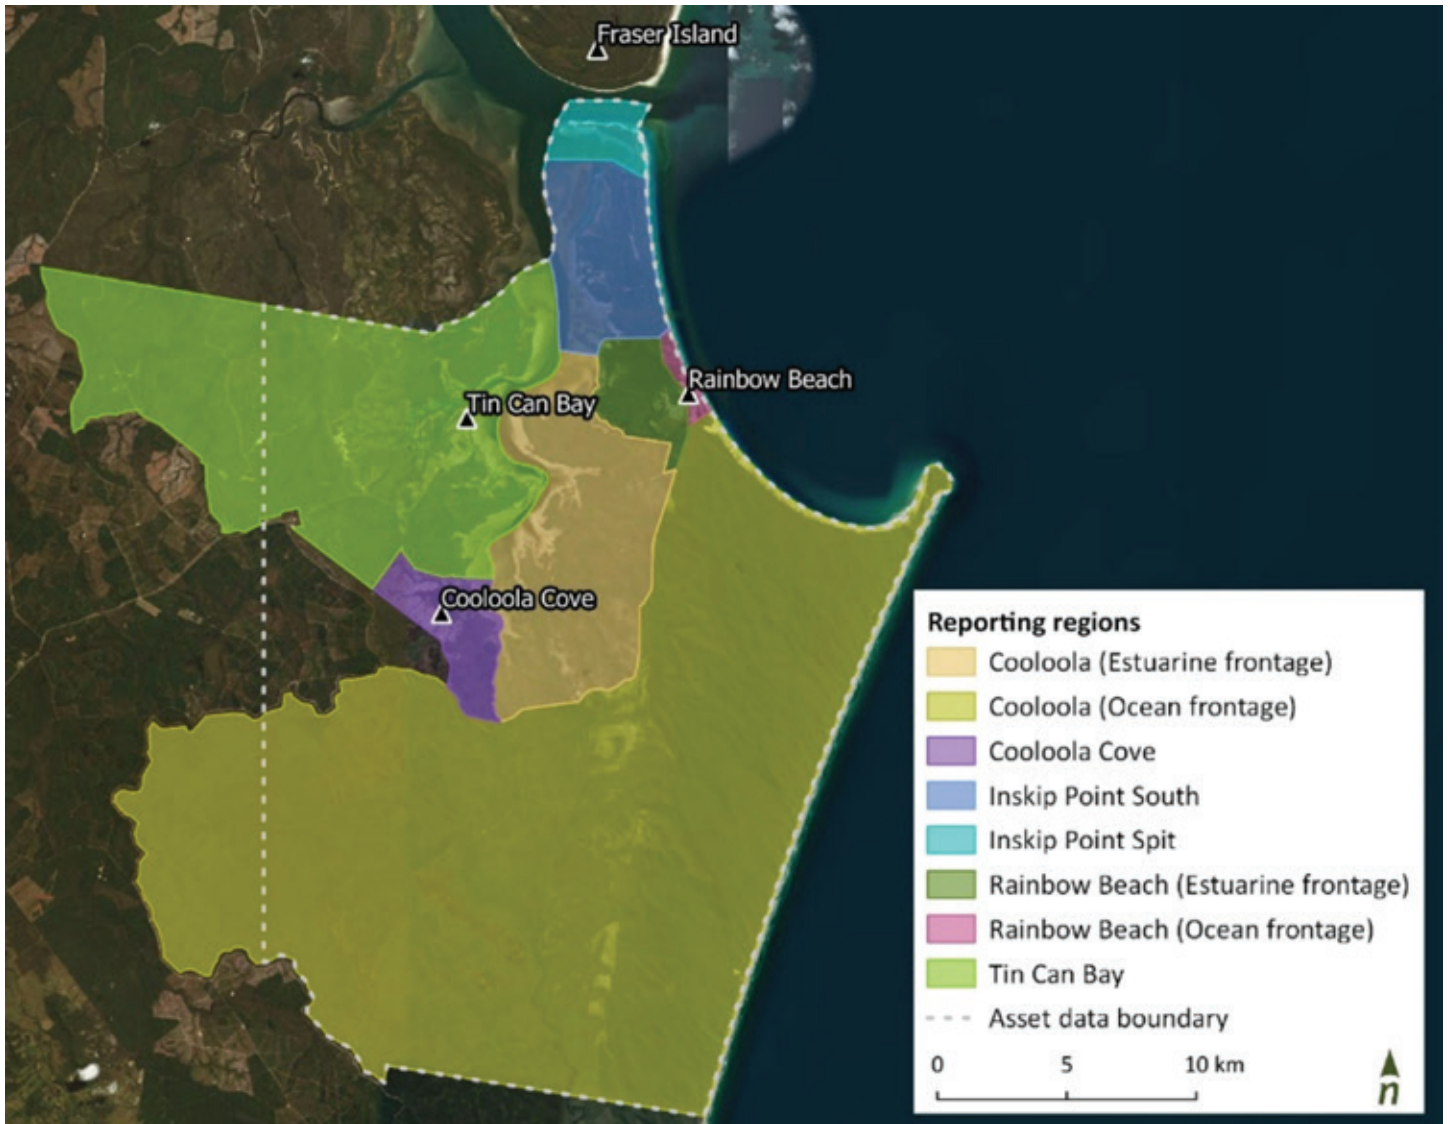 Fraser Island
Rainbow Beach
Tin Can Bay
Cooloola Cove
Reporting regions
Cooloola (Estuarine frontage)
Cooloola (Ocean frontage)
Cooloola Cove
Inskip Point South
Inskip Point Spit
Rainbow Beach (Estuarine frontage)
Rainbow Beach (Ocean frontage)
Tin Can Bay
Asset data boundary
0 5 10 km
n